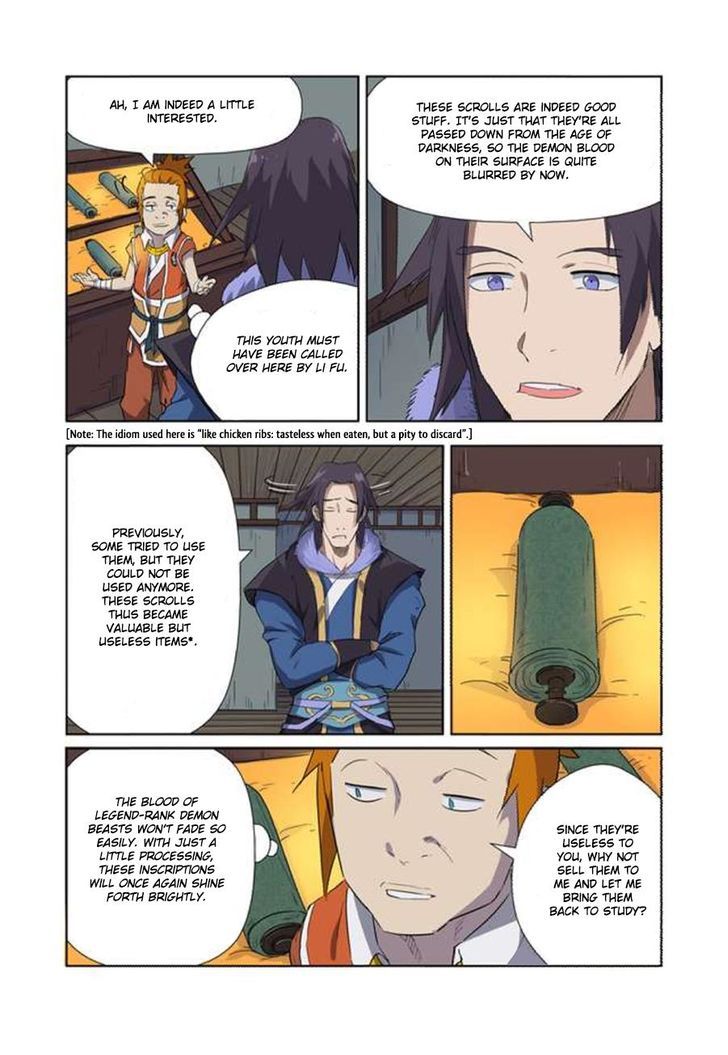 AH, I AM INDEED A LITTLE
INTERESTED.
THIS YOUTH MUST
HAVE BEEN CALLED
OVER HERE BY LI FU.
THESE SCROLLS ARE INDEED GOOD
STUFF. IT'S JUST THAT THEY'RE ALL
PASSED DOWN FROM THE AGE OF
DARKNESS, SO THE DEMON BLOOD
ON THEIR SURFACE IS QUITE
BLURRED BY NOW.
[Note: The idiom used here is “like chicken ribs: tasteless when eaten, but a pity to discard”.]
PREVIOUSLY,
SOME TRIED TO USE
THEM, BUT THEY
COULD NOT BE
USED ANYMORE.
THESE SCROLLS
THUS BECAME
VALUABLE BUT
USELESS ITEMS*.
THE BLOOD OF
LEGEND-RANK DEMON
BEASTS WON'T FADE SO
EASILY. WITH JUST A
LITTLE PROCESSING,
THESE INSCRIPTIONS
WILL ONCE AGAIN SHINE
FORTH BRIGHTLY.
SINCE THEY'RE
USELESS TO
YOU, WHY NOT
SELL THEM TO
ME AND LET ME
BRING THEM
BACK TO STUDY?